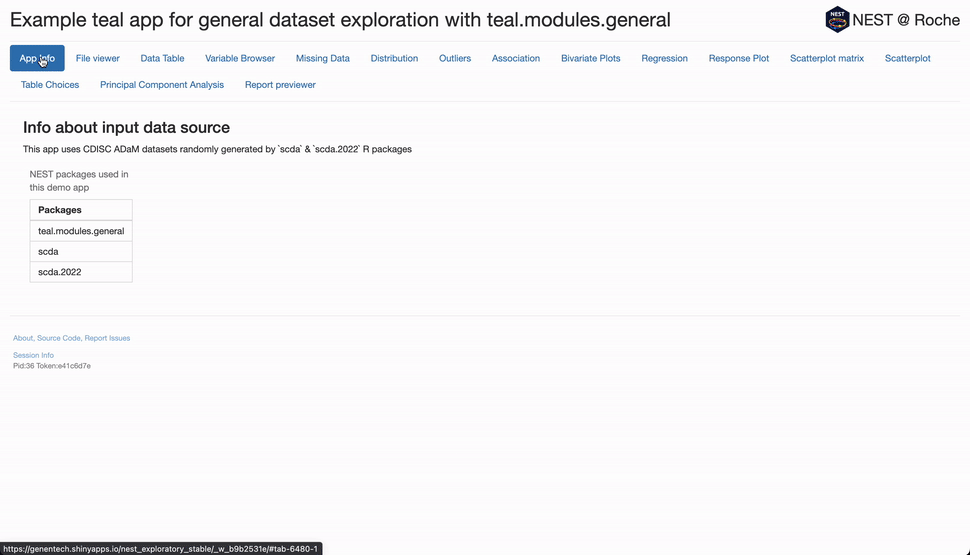 Example teal app for general dataset exploration with teal.modules.general
NEST
NEST @ Roche
App Info File viewer Data Table Variable Browser Missing Data Distribution Outliers Association Bivariate Plots Regression Response Plot Scatterplot matrix Scatterplot
Table Choices Principal Component Analysis Report previewer
Info about input data source
This app uses CDISC ADaM datasets randomly generated by `scda` & `scda.2022` R packages
NEST packages used in
this demo app
Packages
teal.modules.general
scda
scda.2022
About, Source Code, Report Issues
Session Info
Pid:36 Token:e41c6d7e
https://genentech.shinyapps.io/nest_exploratory_stable/_w_b9b2531e/#tab-6480-1